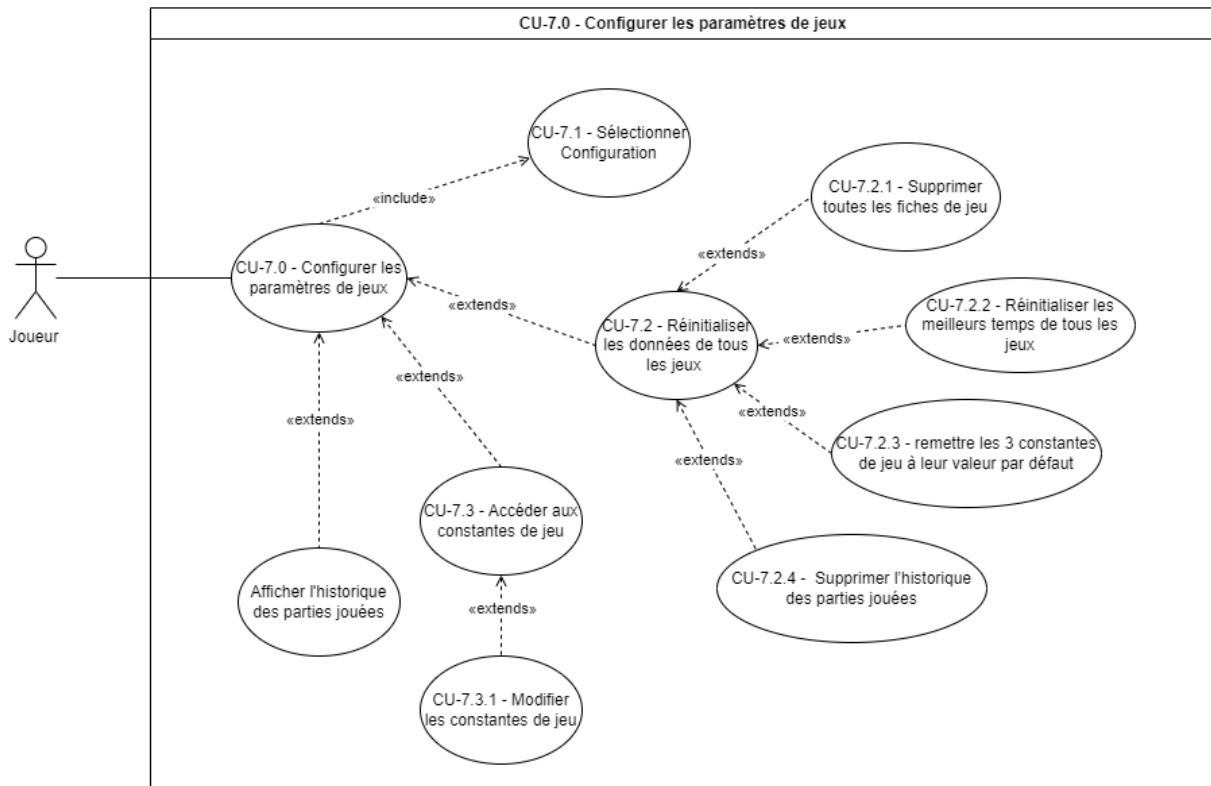 CU-7.0 - Configurer les paramètres de jeux
CU-7.1 - Sélectionner
Configuration
CU-7.2.1 - Supprimer
toutes les fiches de jeu
«include»
«extends»
CU-7.0 - Configurer les
paramètres de jeux
Joueur
«extends»
CU-7.2 - Réinitialiser
les données de tous
les jeux
«extends»
CU-7.2.2 - Réinitialiser les
meilleurs temps de tous les
jeux
«extends»
«extends»
«extends»
CU-7.2.3 - remettre les 3 constantes
de jeu à leur valeur par défaut
«extends»
CU-7.3 - Accéder aux
constantes de jeu
Afficher l'historique
des parties jouées
CU-7.2.4 - Supprimer l'historique
des parties jouées
«extends»
CU-7.3.1 - Modifier
les constantes de jeu